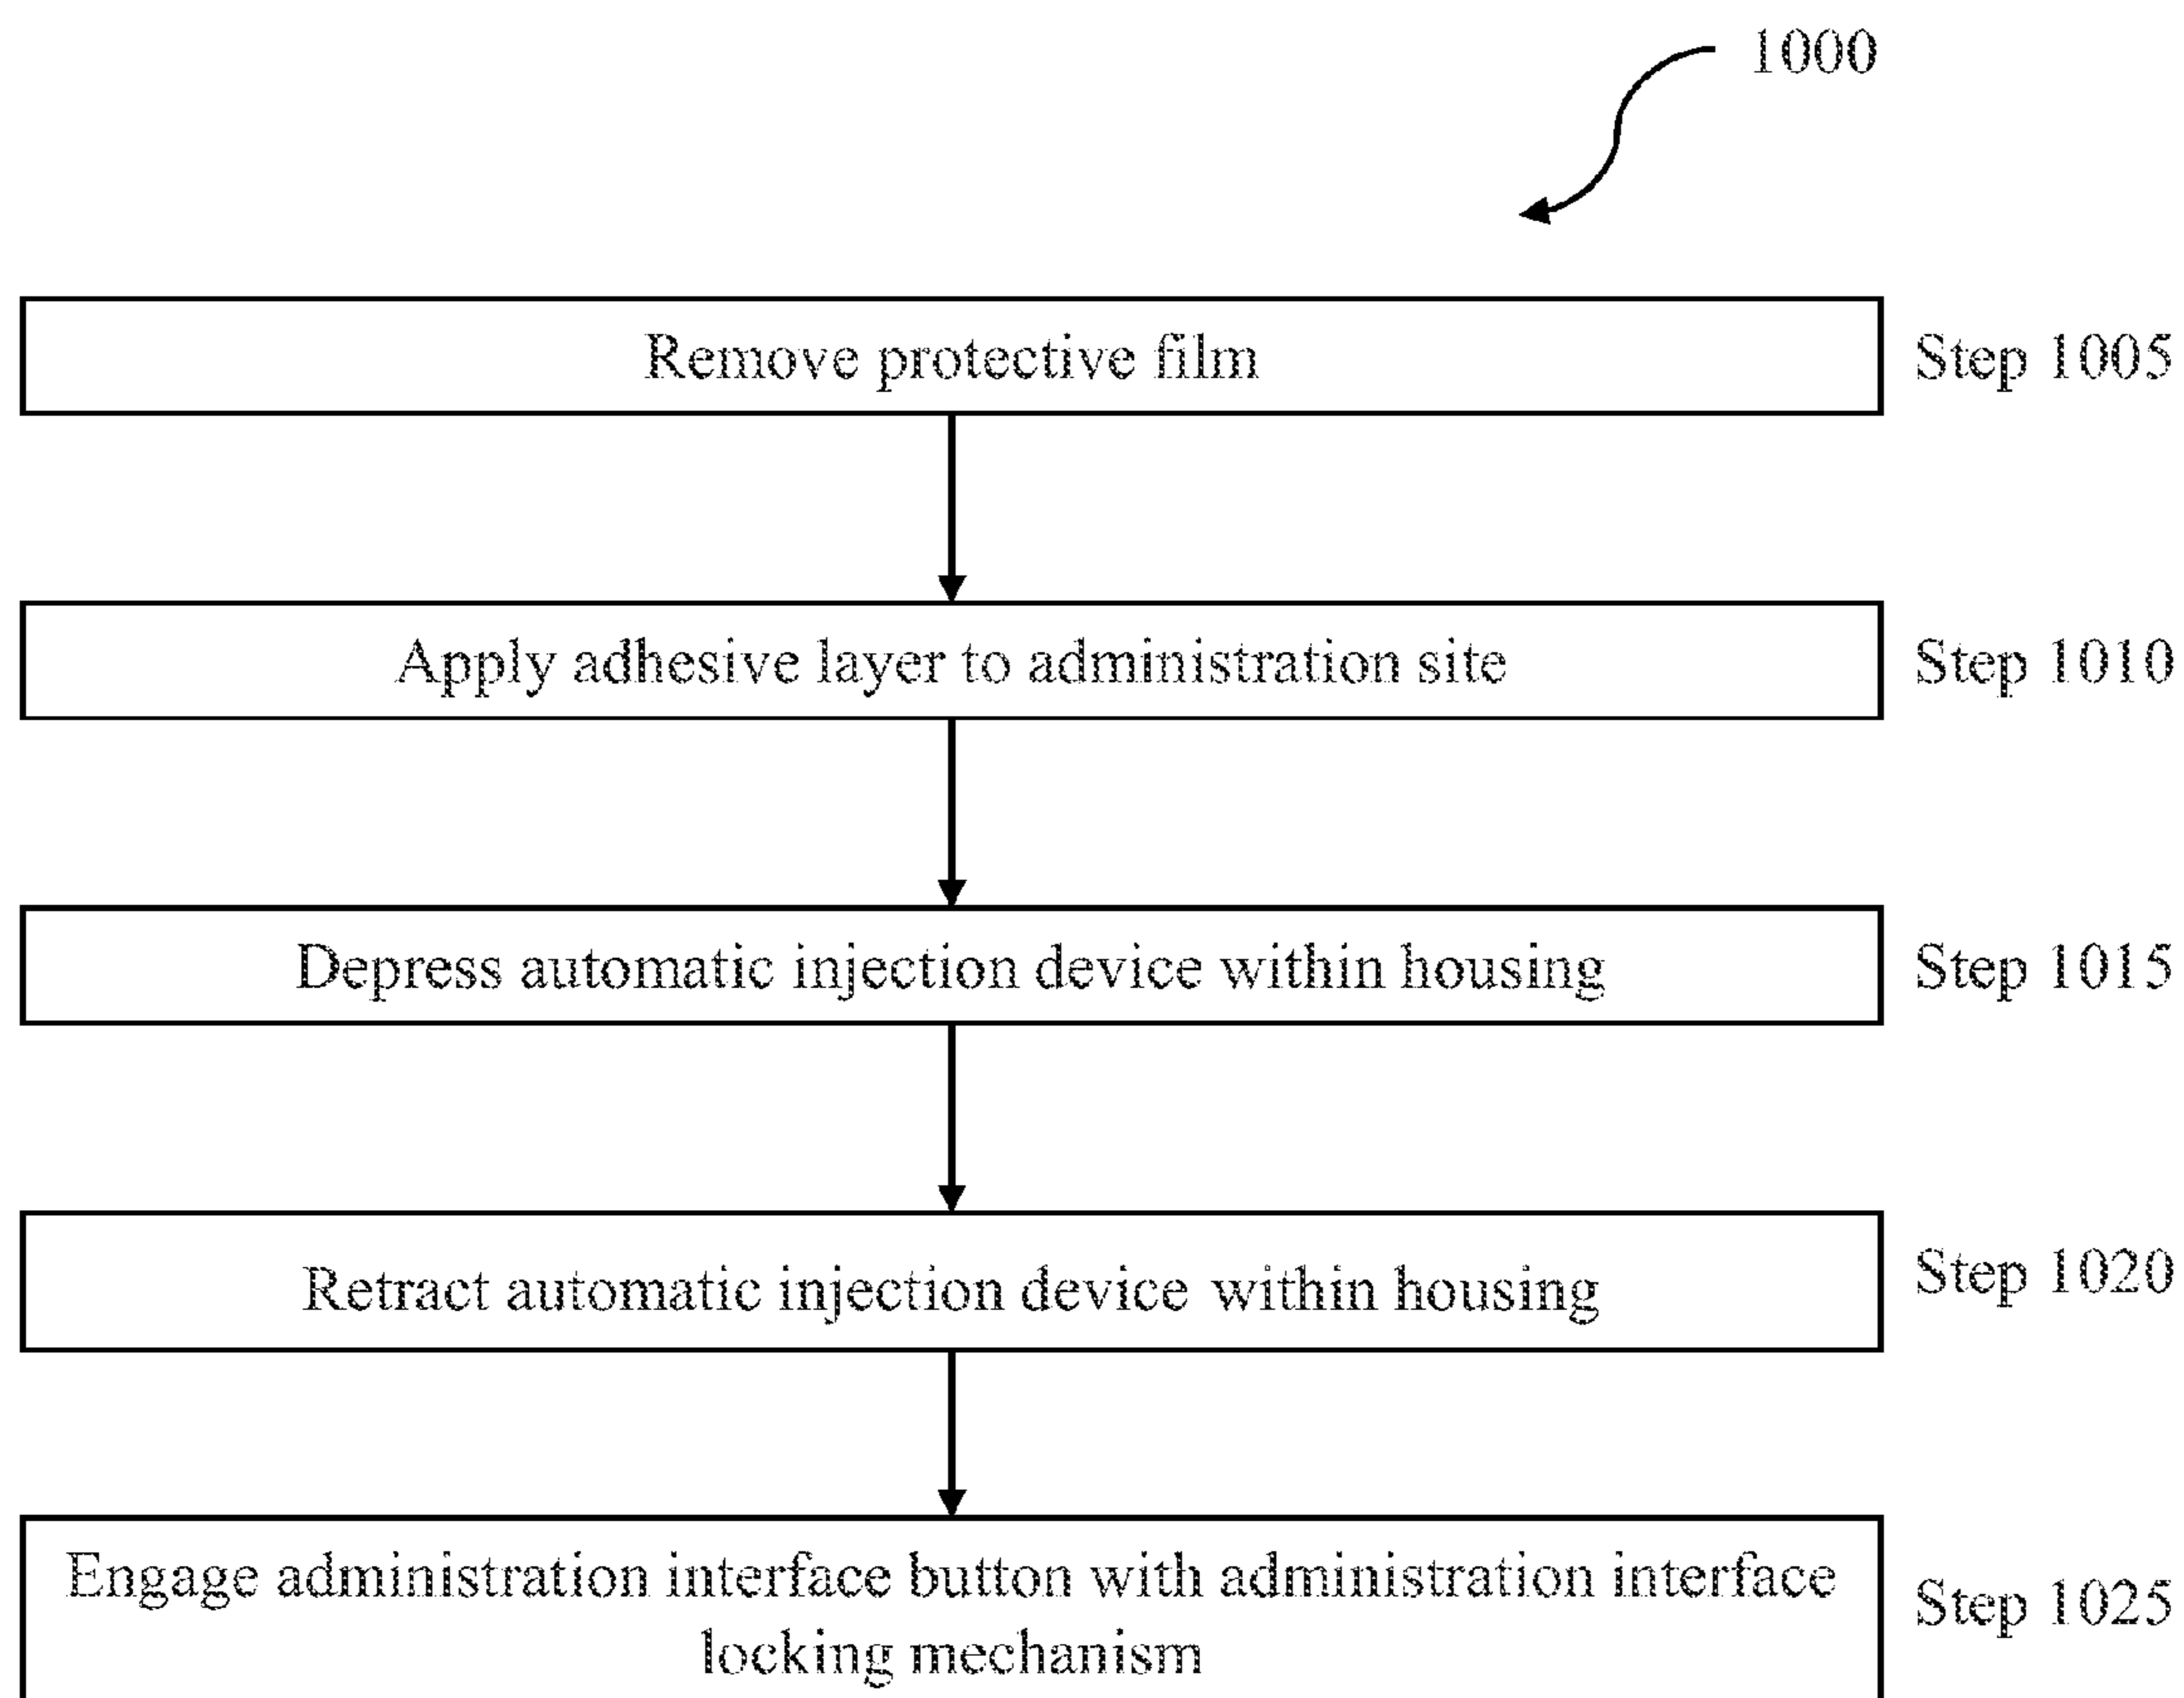 1000
Remove protective film
Step 1005
Apply adhesive layer to administration site
Step 1010
Depress automatic injection device within housing
Step 1015
Retract automatic injection device within housing
Step 1020
Engage administration interface button with administration interface
locking mechanism
Step 1025